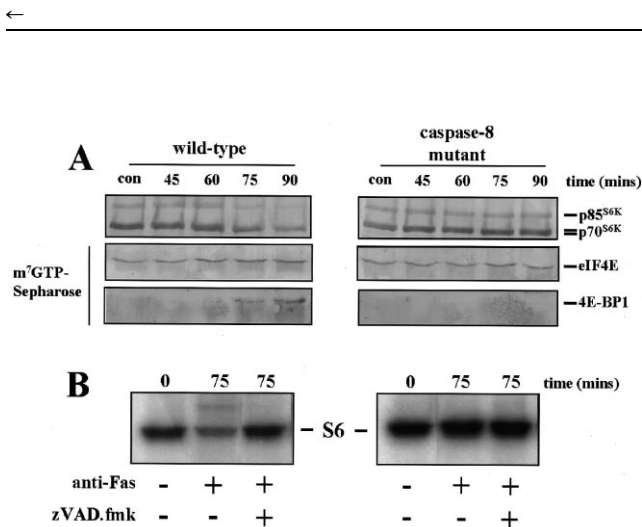 ←
A
wild-type
caspase-8
mutant
con 45 60 75 90 con 45 60 75 90 time (mins)
p85S6K
p70S6K
m7GTP-
Sepharose
eIF4E
4E-BP1
B
0 75 75 0 75 75 time (mins)
– S6 –
anti-Fas - + + - + +
zVAD.fmk - - + - - +